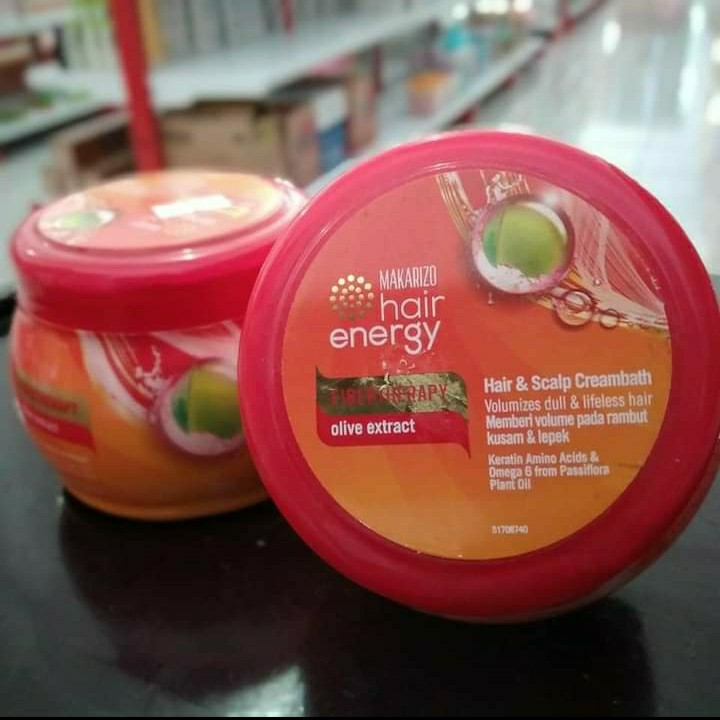 MAKARIZO
hair
energy
FIBERTHERAPY
olive extract
Hair & Scalp Creambath
Volumizes dull & lifeless hair
Memberi volume pada rambut
kusam & lepek
Keratin Amino Acids &
Omega 6 from Passiflora
Plant Oil
51708740